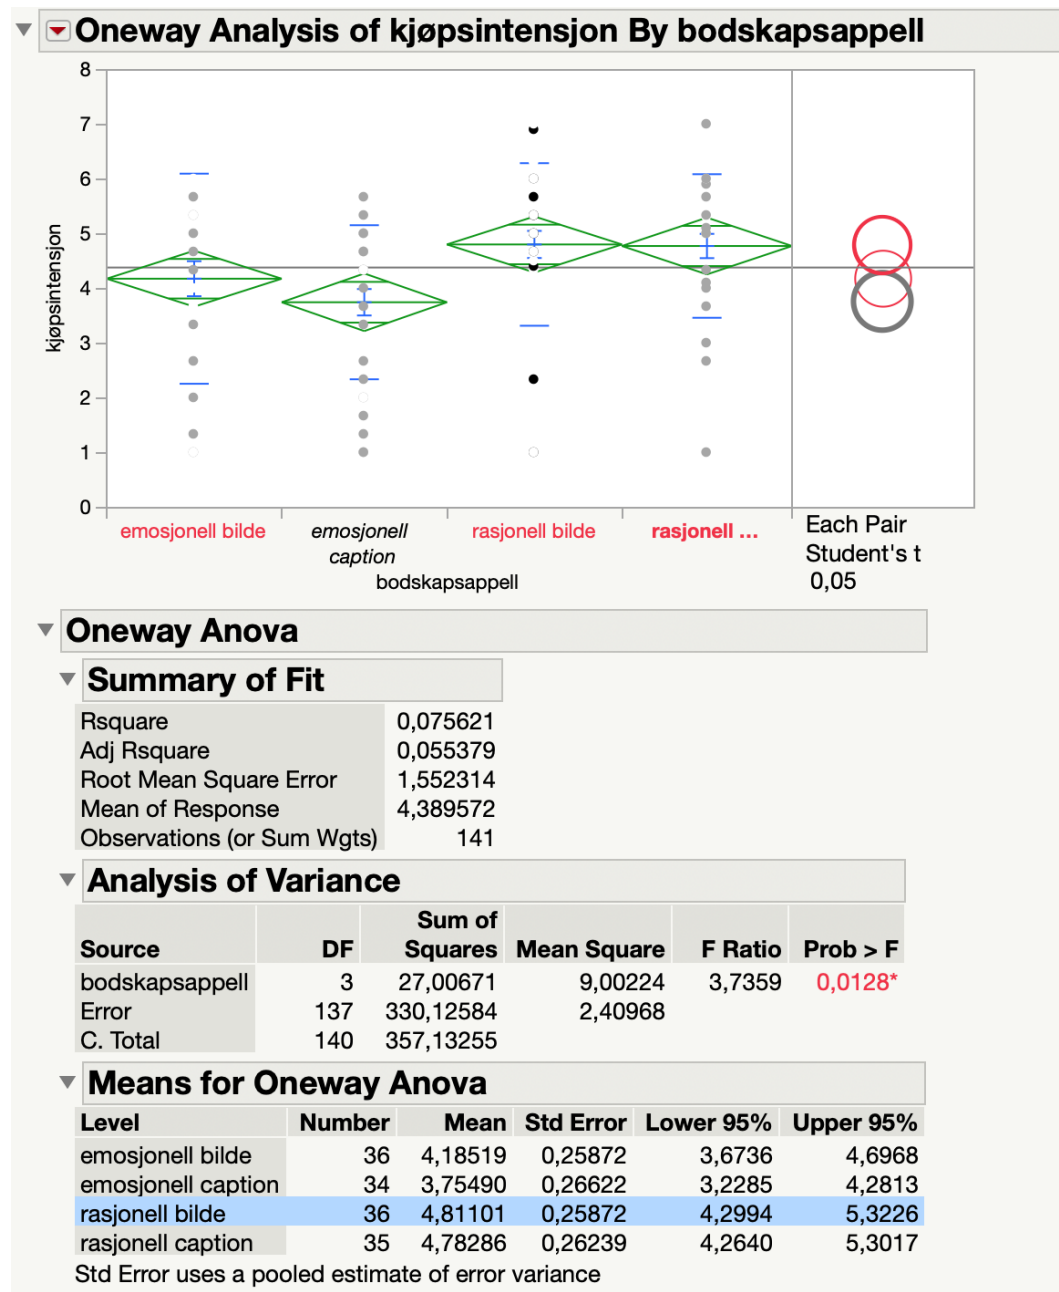 Oneway Analysis of kjøpsintensjon By bodskapsappell
8
7
6
5
4
3
2
1
0
kjøpsintensjon
emosjonell bilde
emosjonell
caption
rasjonell bilde
rasjonell ...
bodskapsappell
Each Pair
Student's t
0,05
Oneway Anova
Summary of Fit
Rsquare 0,075621
Adj Rsquare 0,055379
Root Mean Square Error 1,552314
Mean of Response 4,389572
Observations (or Sum Wgts) 141
Analysis of Variance
Source DF Sum of Squares Mean Square F Ratio Prob > F
bodskapsappell 3 27,00671 9,00224 3,7359 0,0128*
Error 137 330,12584 2,40968
C. Total 140 357,13255
Means for Oneway Anova
Level Number Mean Std Error Lower 95% Upper 95%
emosjonell bilde 36 4,18519 0,25872 3,6736 4,6968
emosjonell caption 34 3,75490 0,26622 3,2285 4,2813
rasjonell bilde 36 4,81101 0,25872 4,2994 5,3226
rasjonell caption 35 4,78286 0,26239 4,2640 5,3017
Std Error uses a pooled estimate of error variance